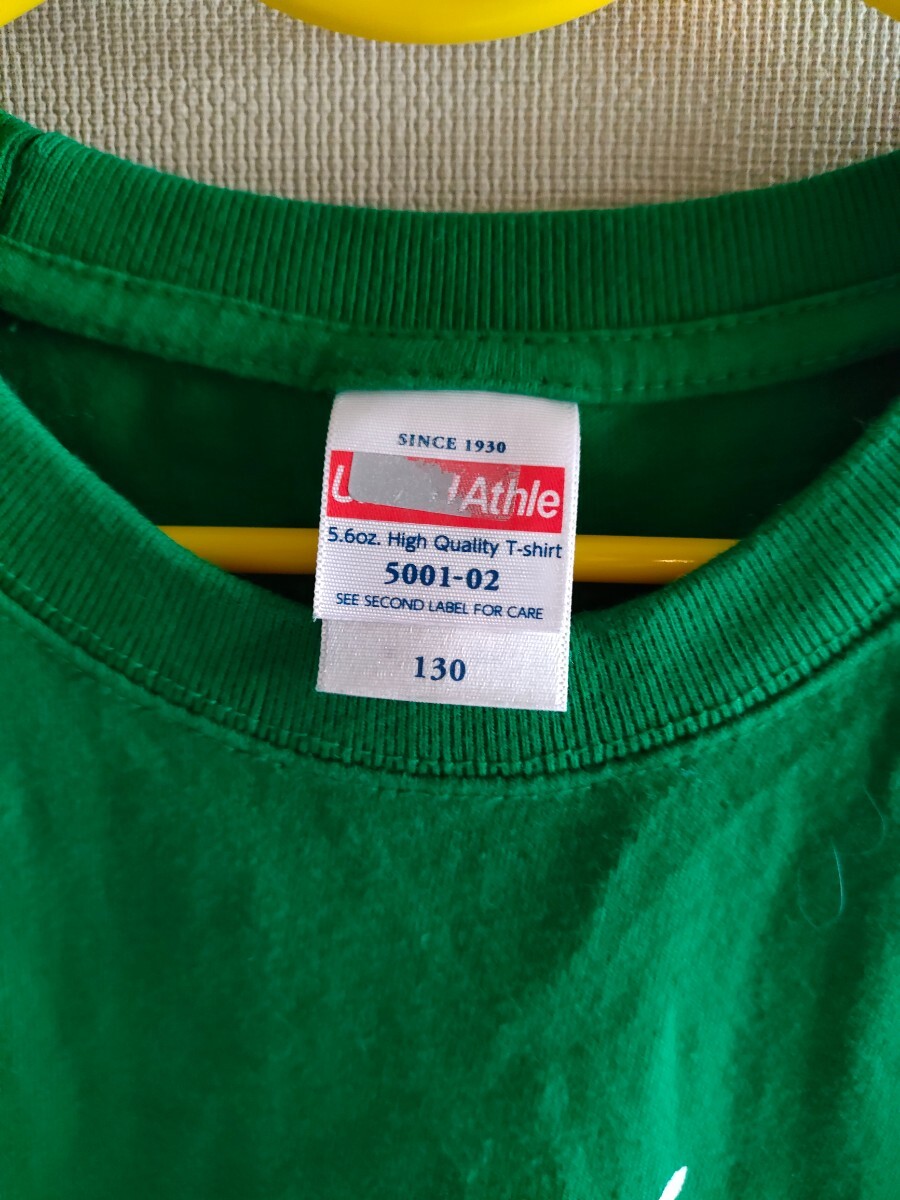 SINCE 1930
Athle
5.6oz. High Quality T-shirt
5001-02
SEE SECOND LABEL FOR CARE
130